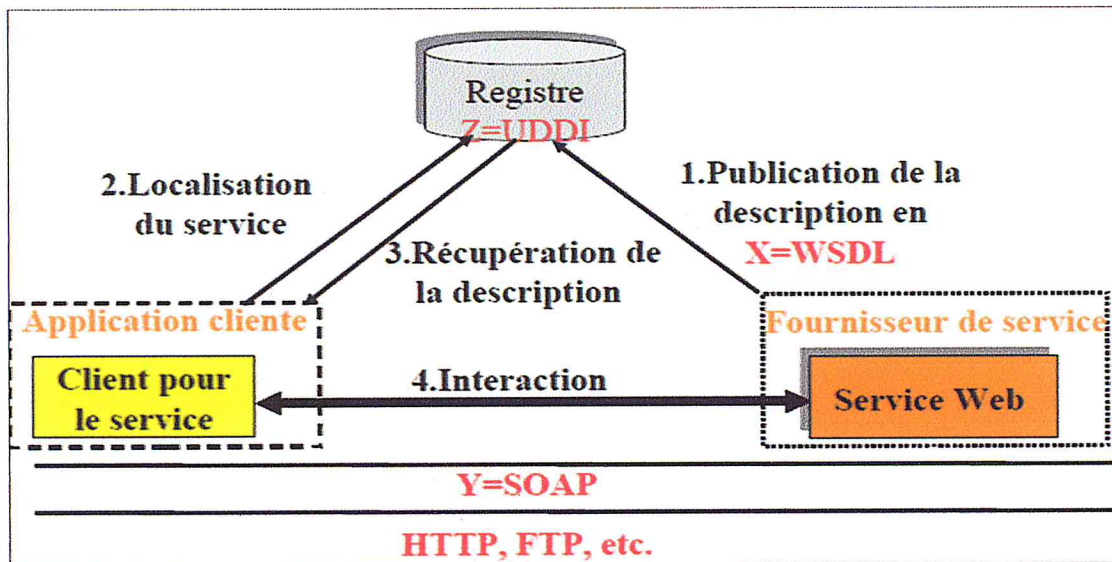 Registre
Z=UDDI
2.Localisation
du service
1.Publication de la
description en
X=WSDL
3.Récupération de
la description
Application cliente
Fournisseur de service
Client pour
le service
4.Interaction
Service Web
Y=SOAP
HTTP, FTP, etc.